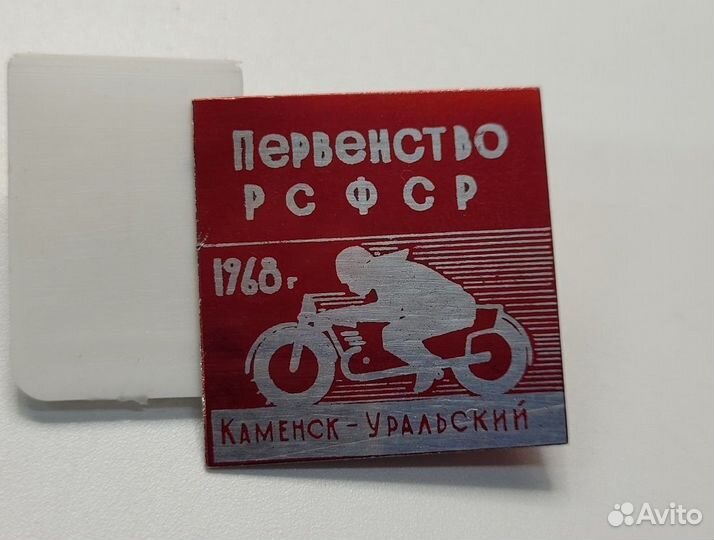 Первенство
РСФСР
1968г
Каменск-Уральский
Avito